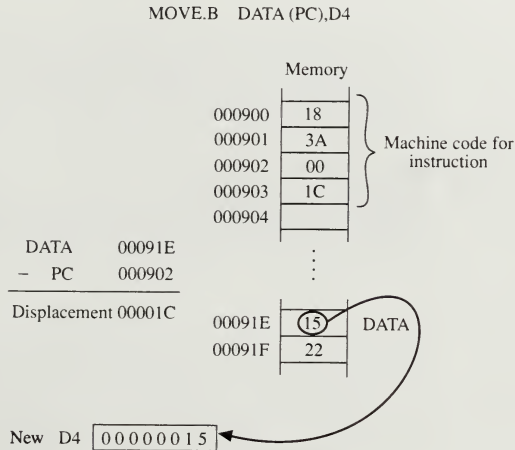 MOVE.B DATA (PC),D4
Memory
000900 18
000901 3A
000902 00
000903 1C
000904
Machine code for
instruction
DATA 00091E
– PC 000902
Displacement 00001C
00091E 15 DATA
00091F 22
New D4 00000015